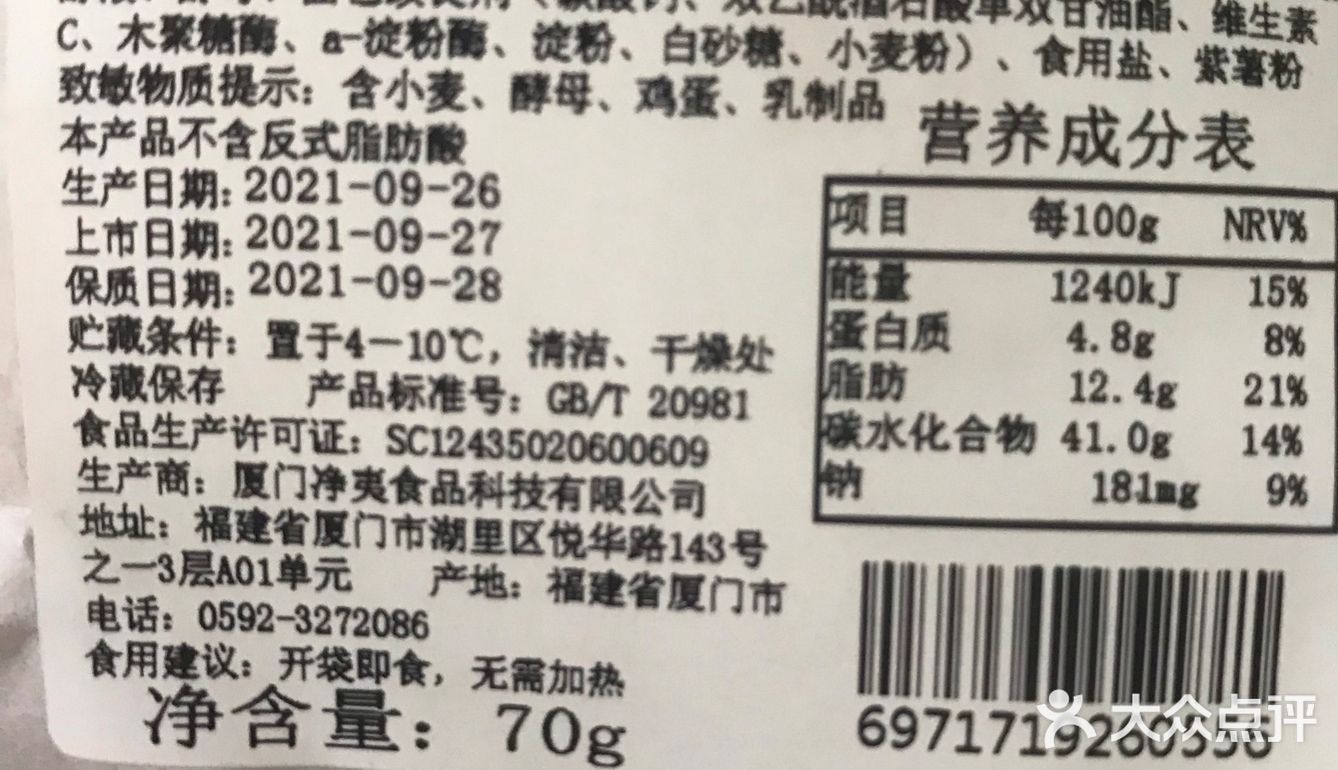 C、木聚糖酶、a-淀粉酶、淀粉、白砂糖、小麦粉）、食用盐、紫薯粉
致敏物质提示：含小麦、酵母、鸡蛋、乳制品
本产品不含反式脂肪酸
生产日期：2021-09-26
上市日期：2021-09-27
保质日期：2021-09-28
贮藏条件：置于4—10℃，清洁、干燥处
冷藏保存 产品标准号：GB/T 20981
食品生产许可证：SC12435020600609
生产商：厦门净夷食品科技有限公司
地址：福建省厦门市湖里区悦华路143号
之一3层A01单元 产地：福建省厦门市
电话：0592-3272086
食用建议：开袋即食，无需加热
净含量：70g
营养成分表
项目 每100g NRV%
能量 1240kJ 15%
蛋白质 4.8g 8%
脂肪 12.4g 21%
碳水化合物 41.0g 14%
钠 181mg 9%
大众点评